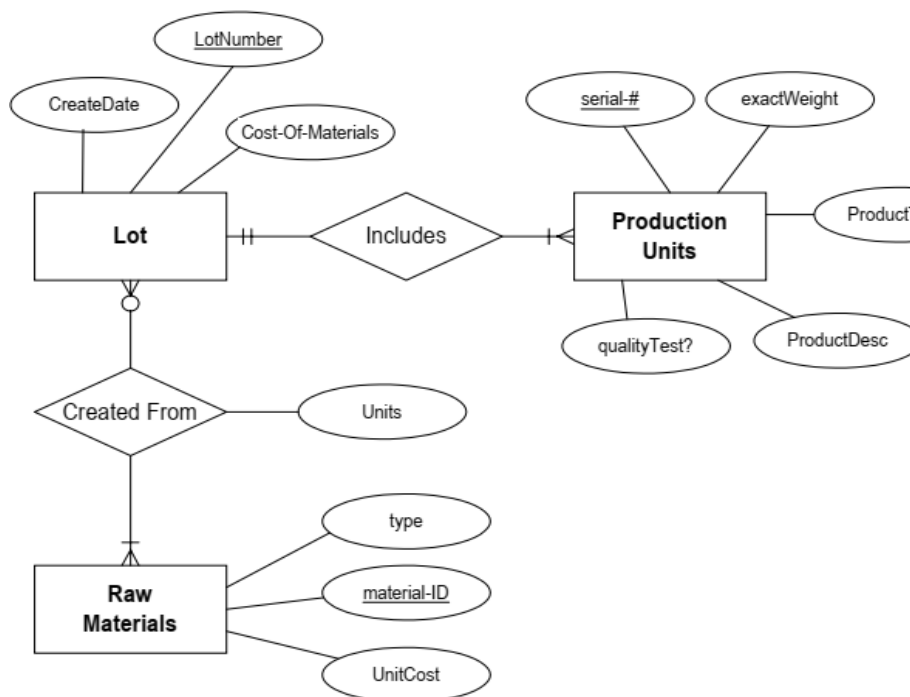 LotNumber
CreateDate
Cost-Of-Materials
serial-#
exactWeight
Lot
Includes
Production
Units
qualityTest?
ProductDesc
Created From
Units
type
Raw
Materials
material-ID
UnitCost